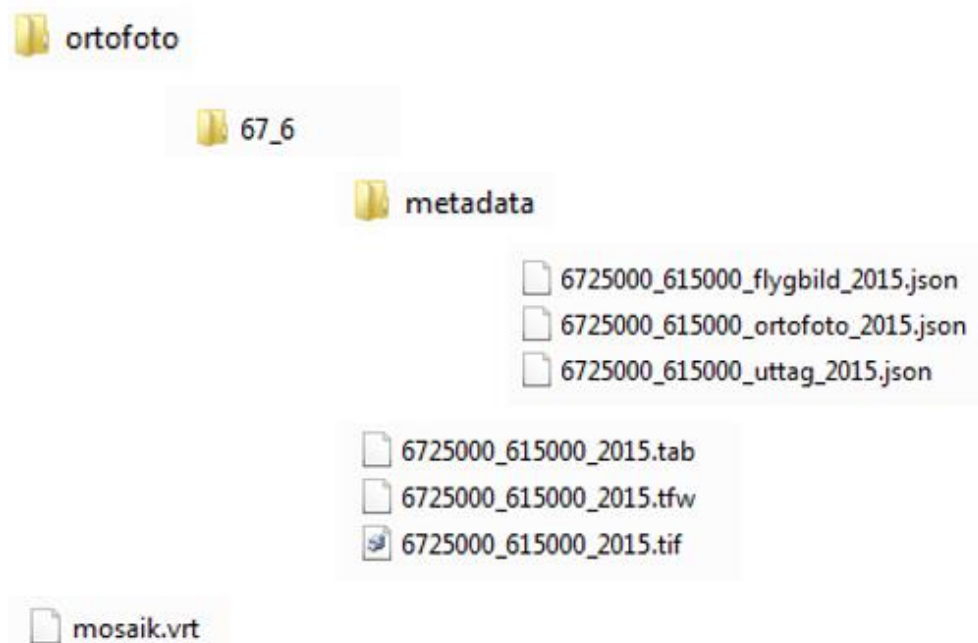 ortofoto
67_6
metadata
6725000_615000_flygbild_2015.json
6725000_615000_ortofoto_2015.json
6725000_615000_uttag_2015.json
6725000_615000_2015.tab
6725000_615000_2015.tfw
6725000_615000_2015.tif
mosaik.vrt